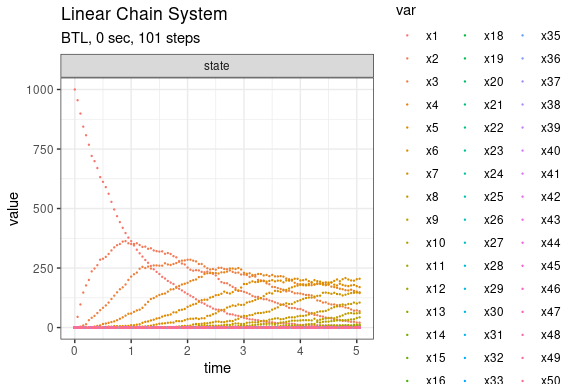 Linear Chain System
BTL, 0 sec, 101 steps
state
value
1000
750
500
250
0
0 1 2 3 4 5
time
var
x1 x18 x35
x2 x19 x36
x3 x20 x37
x4 x21 x38
x5 x22 x39
x6 x23 x40
x7 x24 x41
x8 x25 x42
x9 x26 x43
x10 x27 x44
x11 x28 x45
x12 x29 x46
x13 x30 x47
x14 x31 x48
x15 x32 x49
x16 x33 x50